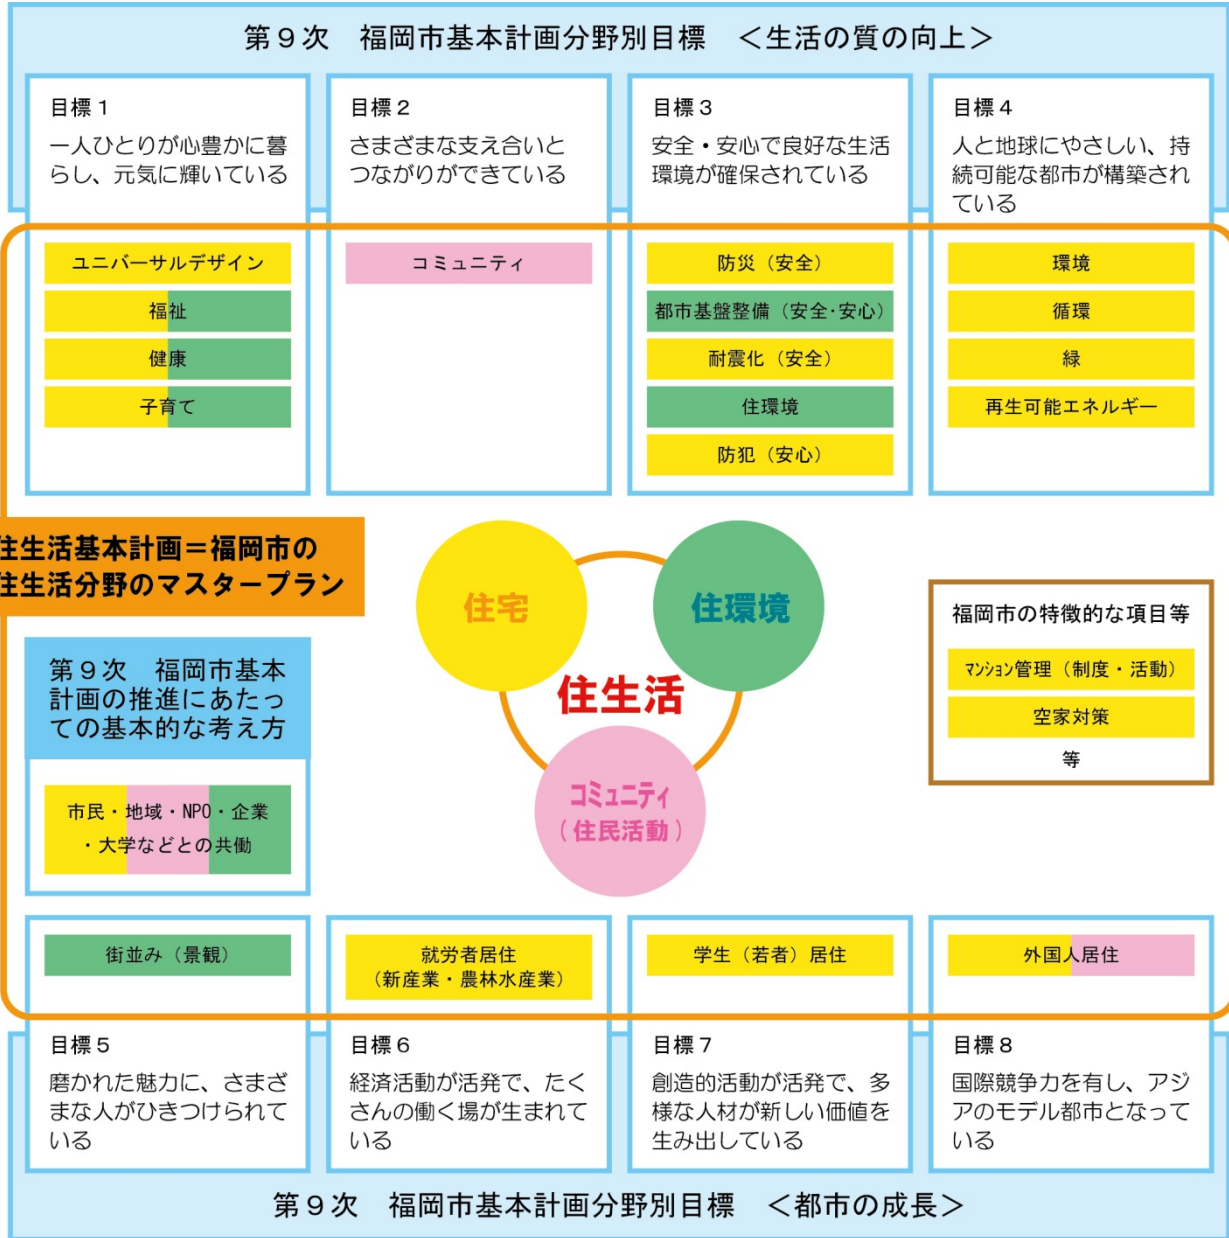 第９次　福岡市基本計画分野別目標　＜生活の質の向上＞
目標１
一人ひとりが心豊かに暮
らし、元気に輝いている
目標２
さまざまな支え合いと
つながりができている
目標３
安全・安心で良好な生活
環境が確保されている
目標４
人と地球にやさしい、持
続可能な都市が構築され
ている
ユニバーサルデザイン
福祉
健康
子育て
コミュニティ
防災（安全）
都市基盤整備（安全・安心）
耐震化（安全）
住環境
防犯（安心）
環境
循環
緑
再生可能エネルギー
住生活基本計画＝福岡市の
住生活分野のマスタープラン
住宅
住環境
住生活
コミュニティ
（住民活動）
福岡市の特徴的な項目等
マンション管理（制度・活動）
空家対策
等
第９次　福岡市基本
計画の推進にあたっ
ての基本的な考え方
市民・地域・NPO・企業
・大学などとの共働
街並み（景観）
就労者居住
（新産業・農林水産業）
学生（若者）居住
外国人居住
目標５
磨かれた魅力に、さまざ
まな人がひきつけられて
いる
目標６
経済活動が活発で、たく
さんの働く場が生まれて
いる
目標７
創造的活動が活発で、多
様な人材が新しい価値を
生み出している
目標８
国際競争力を有し、アジ
アのモデル都市となって
いる
第９次　福岡市基本計画分野別目標　＜都市の成長＞